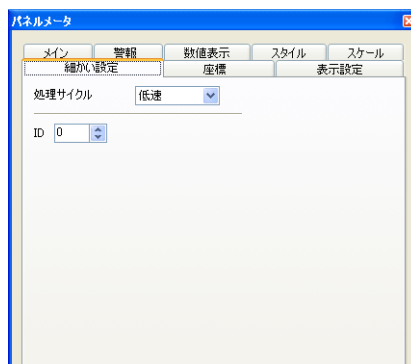 パネルメータ
メイン 警報 数値表示 スタイル スケール
細かい設定 座標 表示設定
処理サイクル 低速
ID 0